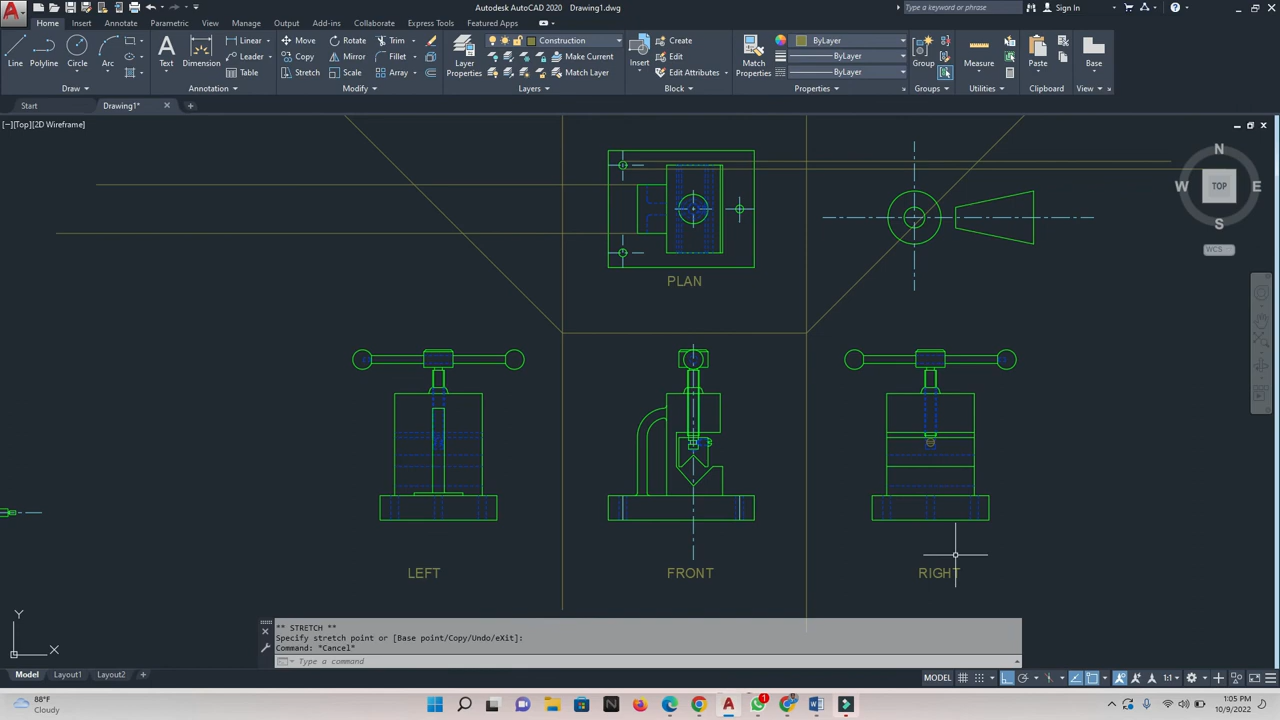 Autodesk AutoCAD 2020 Drawing1.dwg
Type a keyword or phrase
Sign In
Home Insert Annotate Parametric View Manage Output Add-ins Collaborate Express Tools Featured Apps
Line
Polyline
Circle
Arc
Draw
Text
Dimension
Linear
Leader
Table
Annotation
Move
Copy
Stretch
Rotate
Mirror
Scale
Trim
Fillet
Array
Modify
Layer
Properties
Construction
Make Current
Match Layer
Layers
Insert
Create
Edit
Edit Attributes
Block
Match
Properties
ByLayer
ByLayer
ByLayer
Properties
Group
Groups
Measure
Utilities
Paste
Clipboard
Base
View
Start
Drawing1*
[−][Top][2D Wireframe]
N
W
TOP
E
S
WCS
PLAN
LEFT
FRONT
RIGHT
Y
X
** STRETCH **
Specify stretch point or [Base point/Copy/Undo/eXit]:
Command: *Cancel*
Type a command
Model
Layout1
Layout2
MODEL
1:1
88°F
Cloudy
1
1:05 PM
10/9/2022